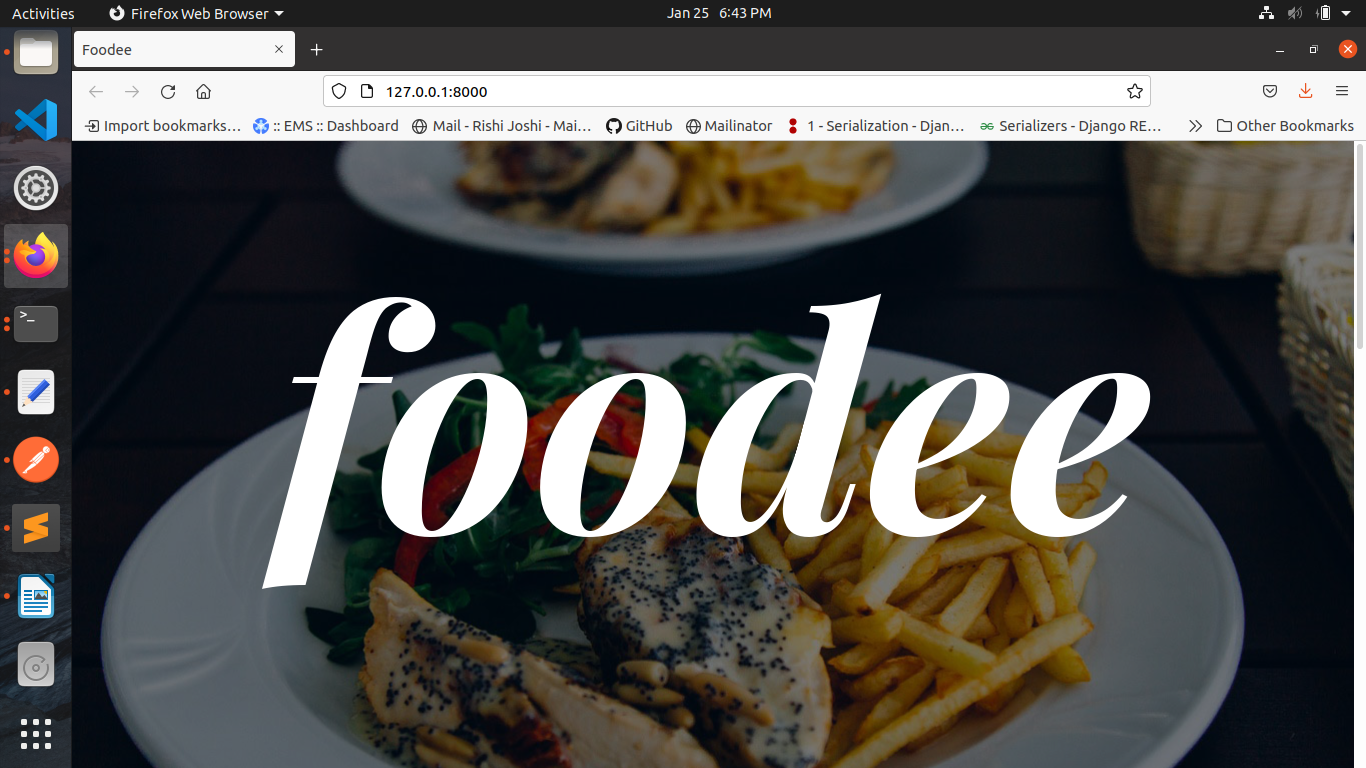 Activities
Firefox Web Browser
Jan 25 6:43 PM
Foodee
127.0.0.1:8000
Import bookmarks…
:: EMS :: Dashboard
Mail - Rishi Joshi - Mai…
GitHub
Mailinator
1 - Serialization - Djan…
Serializers - Django RE…
Other Bookmarks
>_
foodee